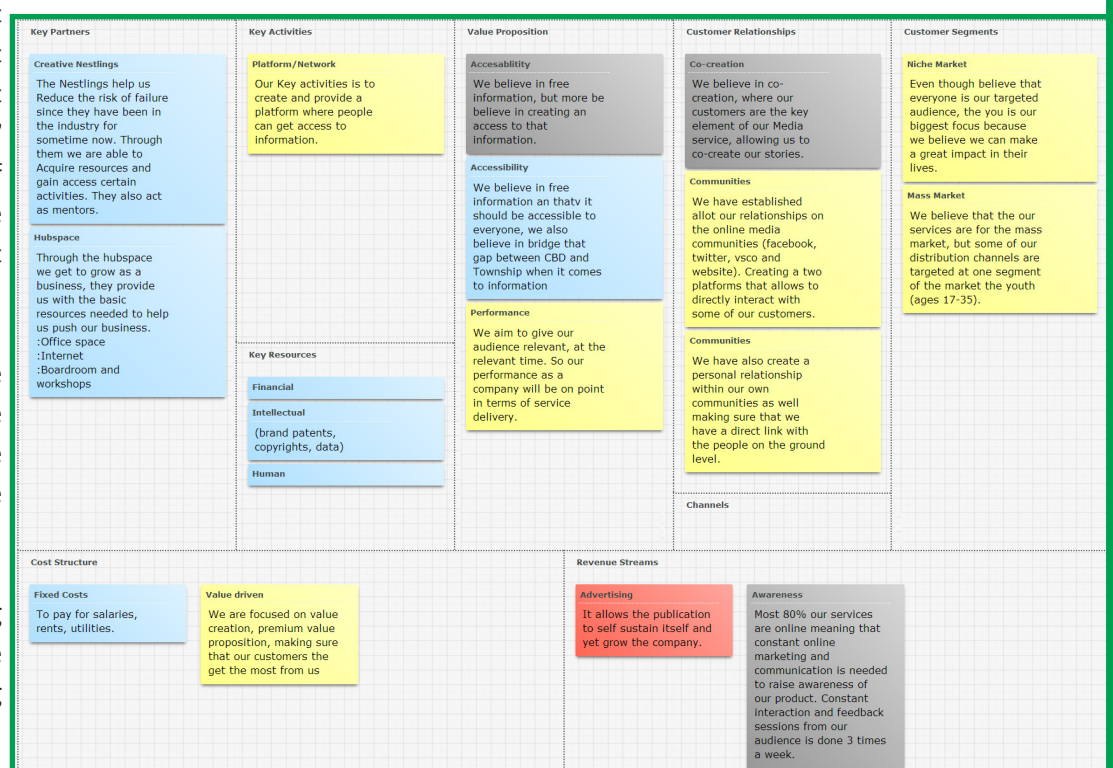 Key Partners
Creative Nestlings
The Nestlings help us
Reduce the risk of failure
since they have been in
the industry for
sometime now. Through
them we are able to
Acquire resources and
gain access certain
activities. They also act
as mentors.
Hubspace
Through the hubspace
we get to grow as a
business, they provide
us with the basic
resources needed to help
us push our business.
:Office space
:Internet
:Boardroom and
workshops
Key Activities
Platform/Network
Our Key activities is to
create and provide a
platform where people
can get access to
information.
Key Resources
Financial
Intellectual
(brand patents,
copyrights, data)
Human
Value Proposition
Accesablitity
We believe in free
information, but more be
believe in creating an
access to that
information.
Accessibility
We believe in free
information an thatv it
should be accessible to
everyone, we also
believe in bridge that
gap between CBD and
Township when it comes
to information
Performance
We aim to give our
audience relevant, at the
relevant time. So our
performance as a
company will be on point
in terms of service
delivery.
Customer Relationships
Co-creation
We believe in co-
creation, where our
customers are the key
element of our Media
service, allowing us to
co-create our stories.
Communities
We have established
allot our relationships on
the online media
communities (facebook,
twitter, vsco and
website). Creating a two
platforms that allows to
directly interact with
some of our customers.
Communities
We have also create a
personal relationship
within our own
communities as well
making sure that we
have a direct link with
the people on the ground
level.
Channels
Customer Segments
Niche Market
Even though believe that
everyone is our targeted
audience, the you is our
biggest focus because
we believe we can make
a great impact in their
lives.
Mass Market
We believe that the our
services are for the mass
market, but some of our
distribution channels are
targeted at one segment
of the market the youth
(ages 17-35).
Cost Structure
Fixed Costs
To pay for salaries,
rents, utilities.
Value driven
We are focused on value
creation, premium value
proposition, making sure
that our customers the
get the most from us
Revenue Streams
Advertising
It allows the publication
to self sustain itself and
yet grow the company.
Awareness
Most 80% our services
are online meaning that
constant online
marketing and
communication is needed
to raise awareness of
our product. Constant
interaction and feedback
sessions from our
audience is done 3 times
a week.